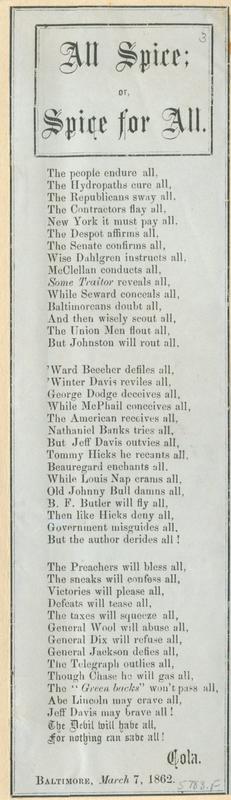 3
All Spice;
or,
Spice for All.
The people endure all,
The Hydropaths cure all,
The Republicans sway all.
The Contractors flay all,
New York it must pay all.
The Despot affirms all,
The Senate confirms all,
Wise Dahlgren instructs all.
McClellan conducts all,
Some Traitor reveals all,
While Seward conceals all,
Baltimoreans doubt all,
And then wisely scout all,
The Union Men flout all,
But Johnston will rout all.
'Ward Beecher defiles all,
'Winter Davis reviles all,
George Dodge deceives all,
While McPhail conceives all,
The American receives all,
Nathaniel Banks tries all,
But Jeff Davis outvies all,
Tommy Hicks he recants all.
Beauregard enchants all.
While Louis Nap crams all,
Old Johnny Bull damns all,
B. F. Butler will fly all,
Then like Hicks deny all,
Government misguides all.
But the author derides all!
The Preachers will bless all,
The sneaks will confess all,
Victories will please all,
Defeats will tease all,
The taxes will squeeze all,
General Wool will abuse all,
General Dix will refuse all,
General Jackson defies all,
The Telegraph outlies all,
Though Chase he will gas all,
The "Green backs" won't pass all,
Abe Lincoln may crave all,
Jeff Davis may brave all!
The Devil will have all,
For nothing can save all!
Cola.
BALTIMORE, March 7, 1862.
5783.F